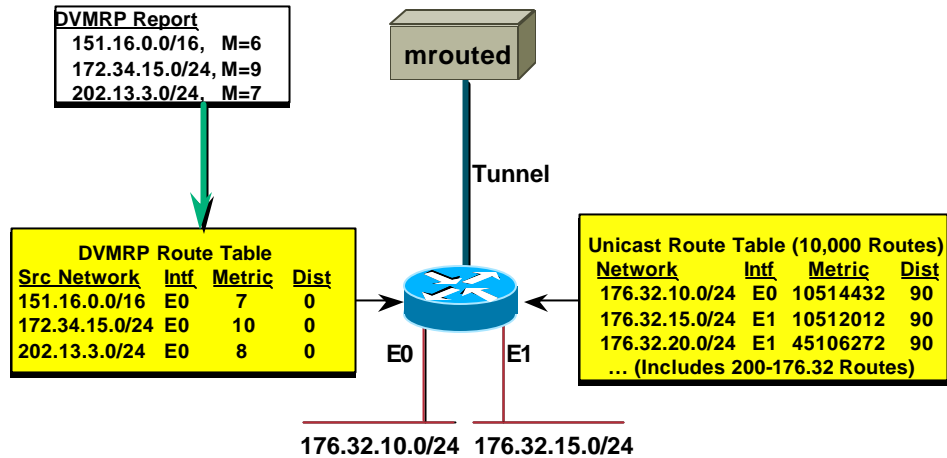 DVMRP Report
151.16.0.0/16, M=6
172.34.15.0/24, M=9
202.13.3.0/24, M=7
mrouted
Tunnel
DVMRP Route Table
Src Network Intf Metric Dist
151.16.0.0/16 E0 7 0
172.34.15.0/24 E0 10 0
202.13.3.0/24 E0 8 0
Unicast Route Table (10,000 Routes)
Network Intf Metric Dist
176.32.10.0/24 E0 10514432 90
176.32.15.0/24 E1 10512012 90
176.32.20.0/24 E1 45106272 90
... (Includes 200-176.32 Routes)
E0 E1
176.32.10.0/24 176.32.15.0/24